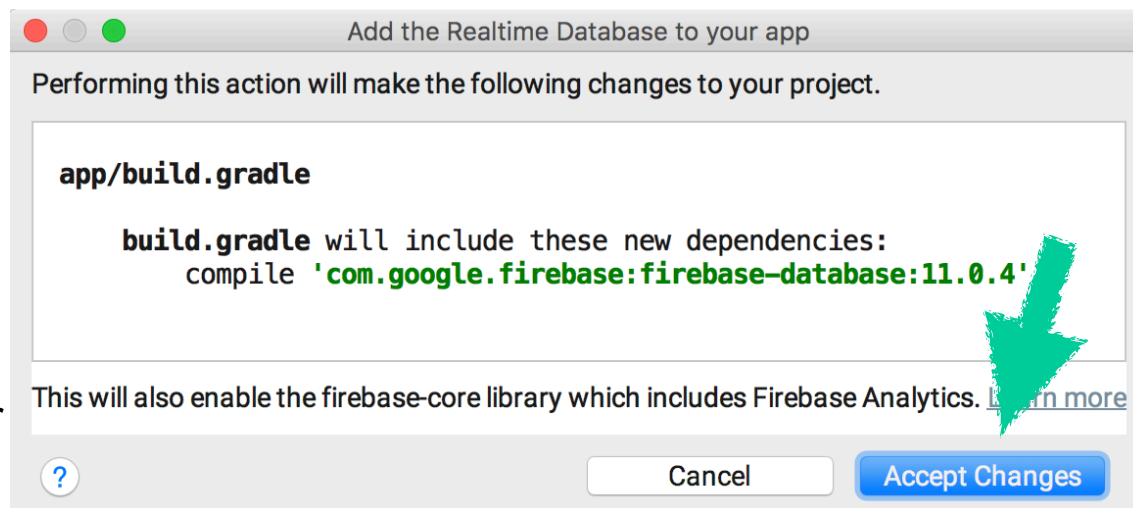 Add the Realtime Database to your app
Performing this action will make the following changes to your project.
app/build.gradle
build.gradle will include these new dependencies:
compile 'com.google.firebase:firebase-database:11.0.4'
This will also enable the firebase-core library which includes Firebase Analytics. Learn more
?
Cancel
Accept Changes